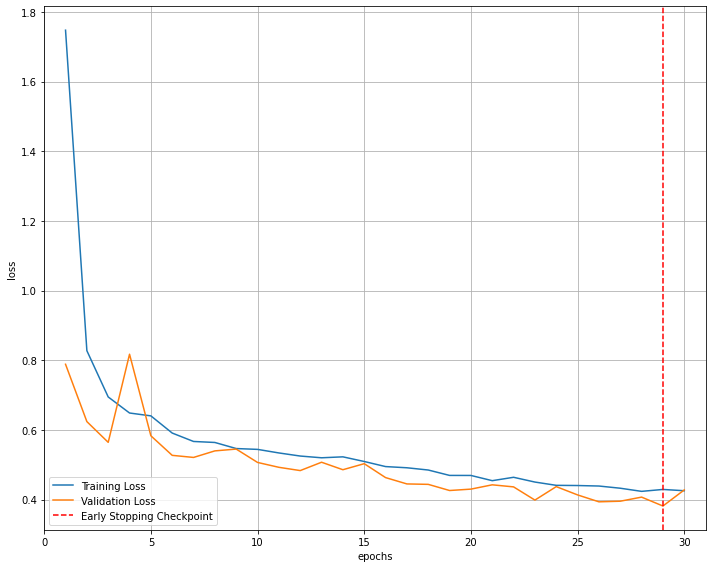 1.8
1.6
1.4
1.2
1.0
0.8
0.6
0.4
loss
Training Loss
Validation Loss
Early Stopping Checkpoint
0 5 10 15 20 25 30
epochs